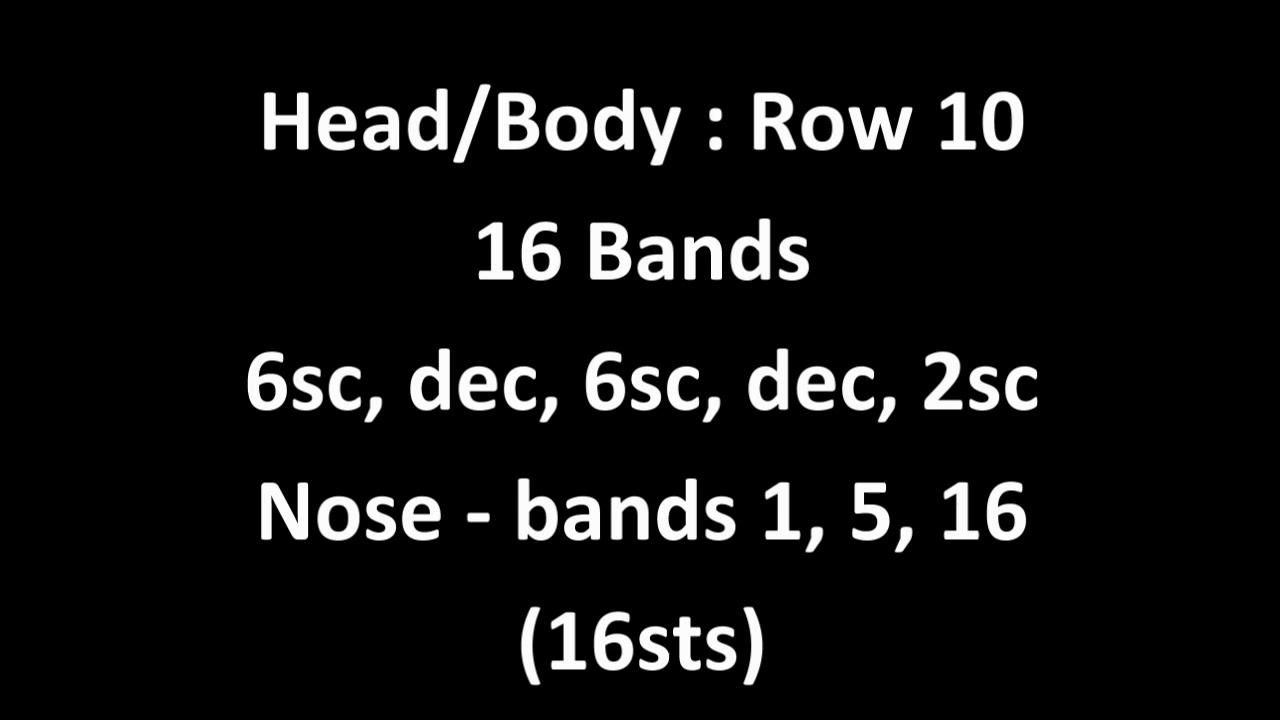 Head/Body : Row 10
16 Bands
6sc, dec, 6sc, dec, 2sc
Nose - bands 1, 5, 16
(16sts)